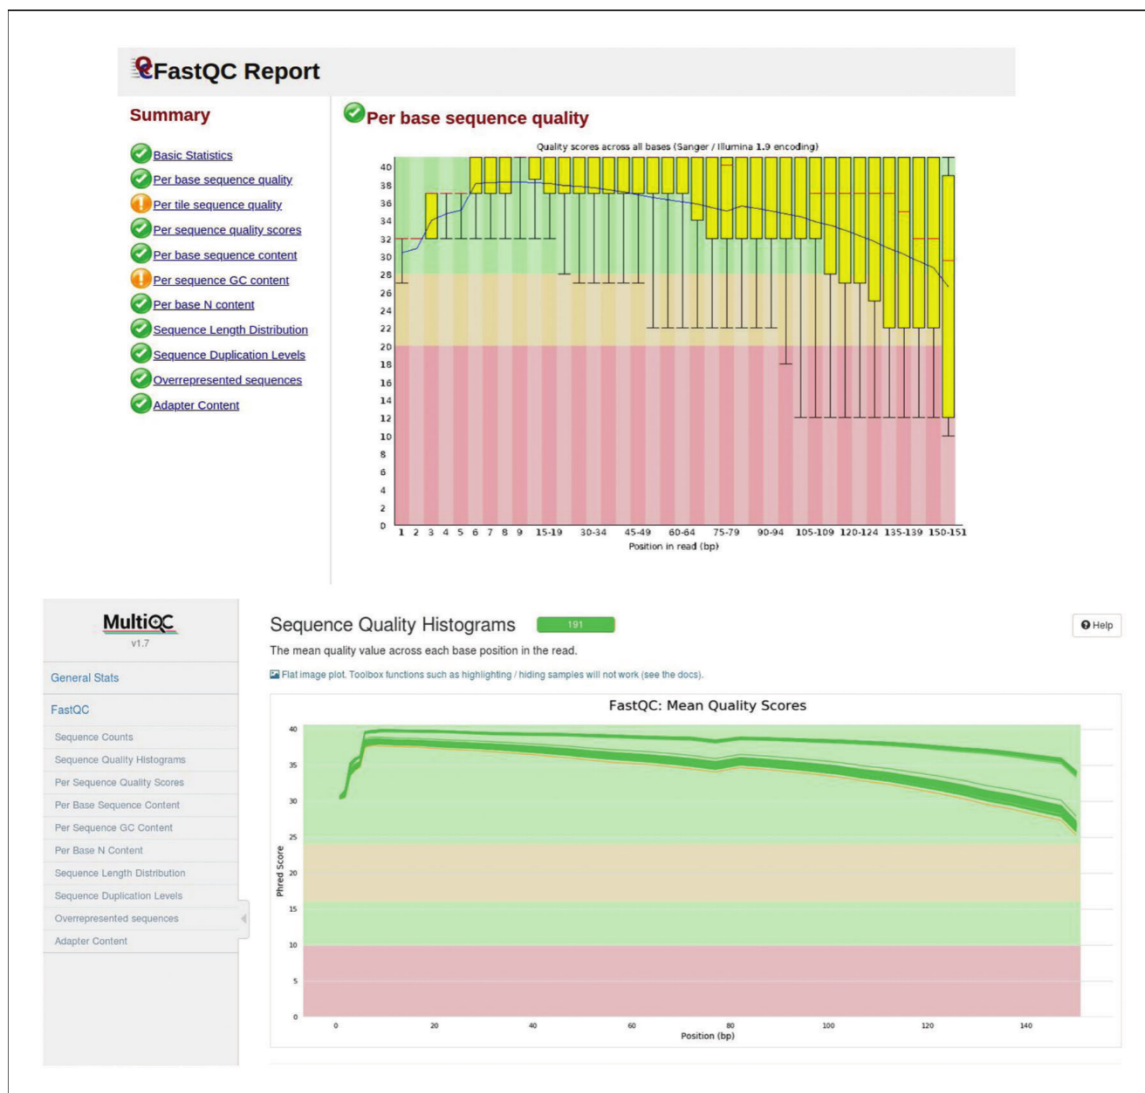 FastQC Report
Summary
Basic Statistics
Per base sequence quality
Per tile sequence quality
Per sequence quality scores
Per base sequence content
Per sequence GC content
Per base N content
Sequence Length Distribution
Sequence Duplication Levels
Overrepresented sequences
Adapter Content
Per base sequence quality
Quality scores across all bases (Sanger / Illumina 1.9 encoding)
40
38
36
34
32
30
28
26
24
22
20
18
16
14
12
10
8
6
4
2
0
1 2 3 4 5 6 7 8 9 15-19 30-34 45-49 60-64 75-79 90-94 105-109 120-124 135-139 150-151
Position in read (bp)
MultiQC
v1.7
General Stats
FastQC
Sequence Counts
Sequence Quality Histograms
Per Sequence Quality Scores
Per Base Sequence Content
Per Sequence GC Content
Per Base N Content
Sequence Length Distribution
Sequence Duplication Levels
Overrepresented sequences
Adapter Content
Sequence Quality Histograms 191
Help
The mean quality value across each base position in the read.
Flat image plot. Toolbox functions such as highlighting / hiding samples will not work (see the docs).
FastQC: Mean Quality Scores
Phred Score
40
35
30
25
20
15
10
5
0
0 20 40 60 80 100 120 140
Position (bp)